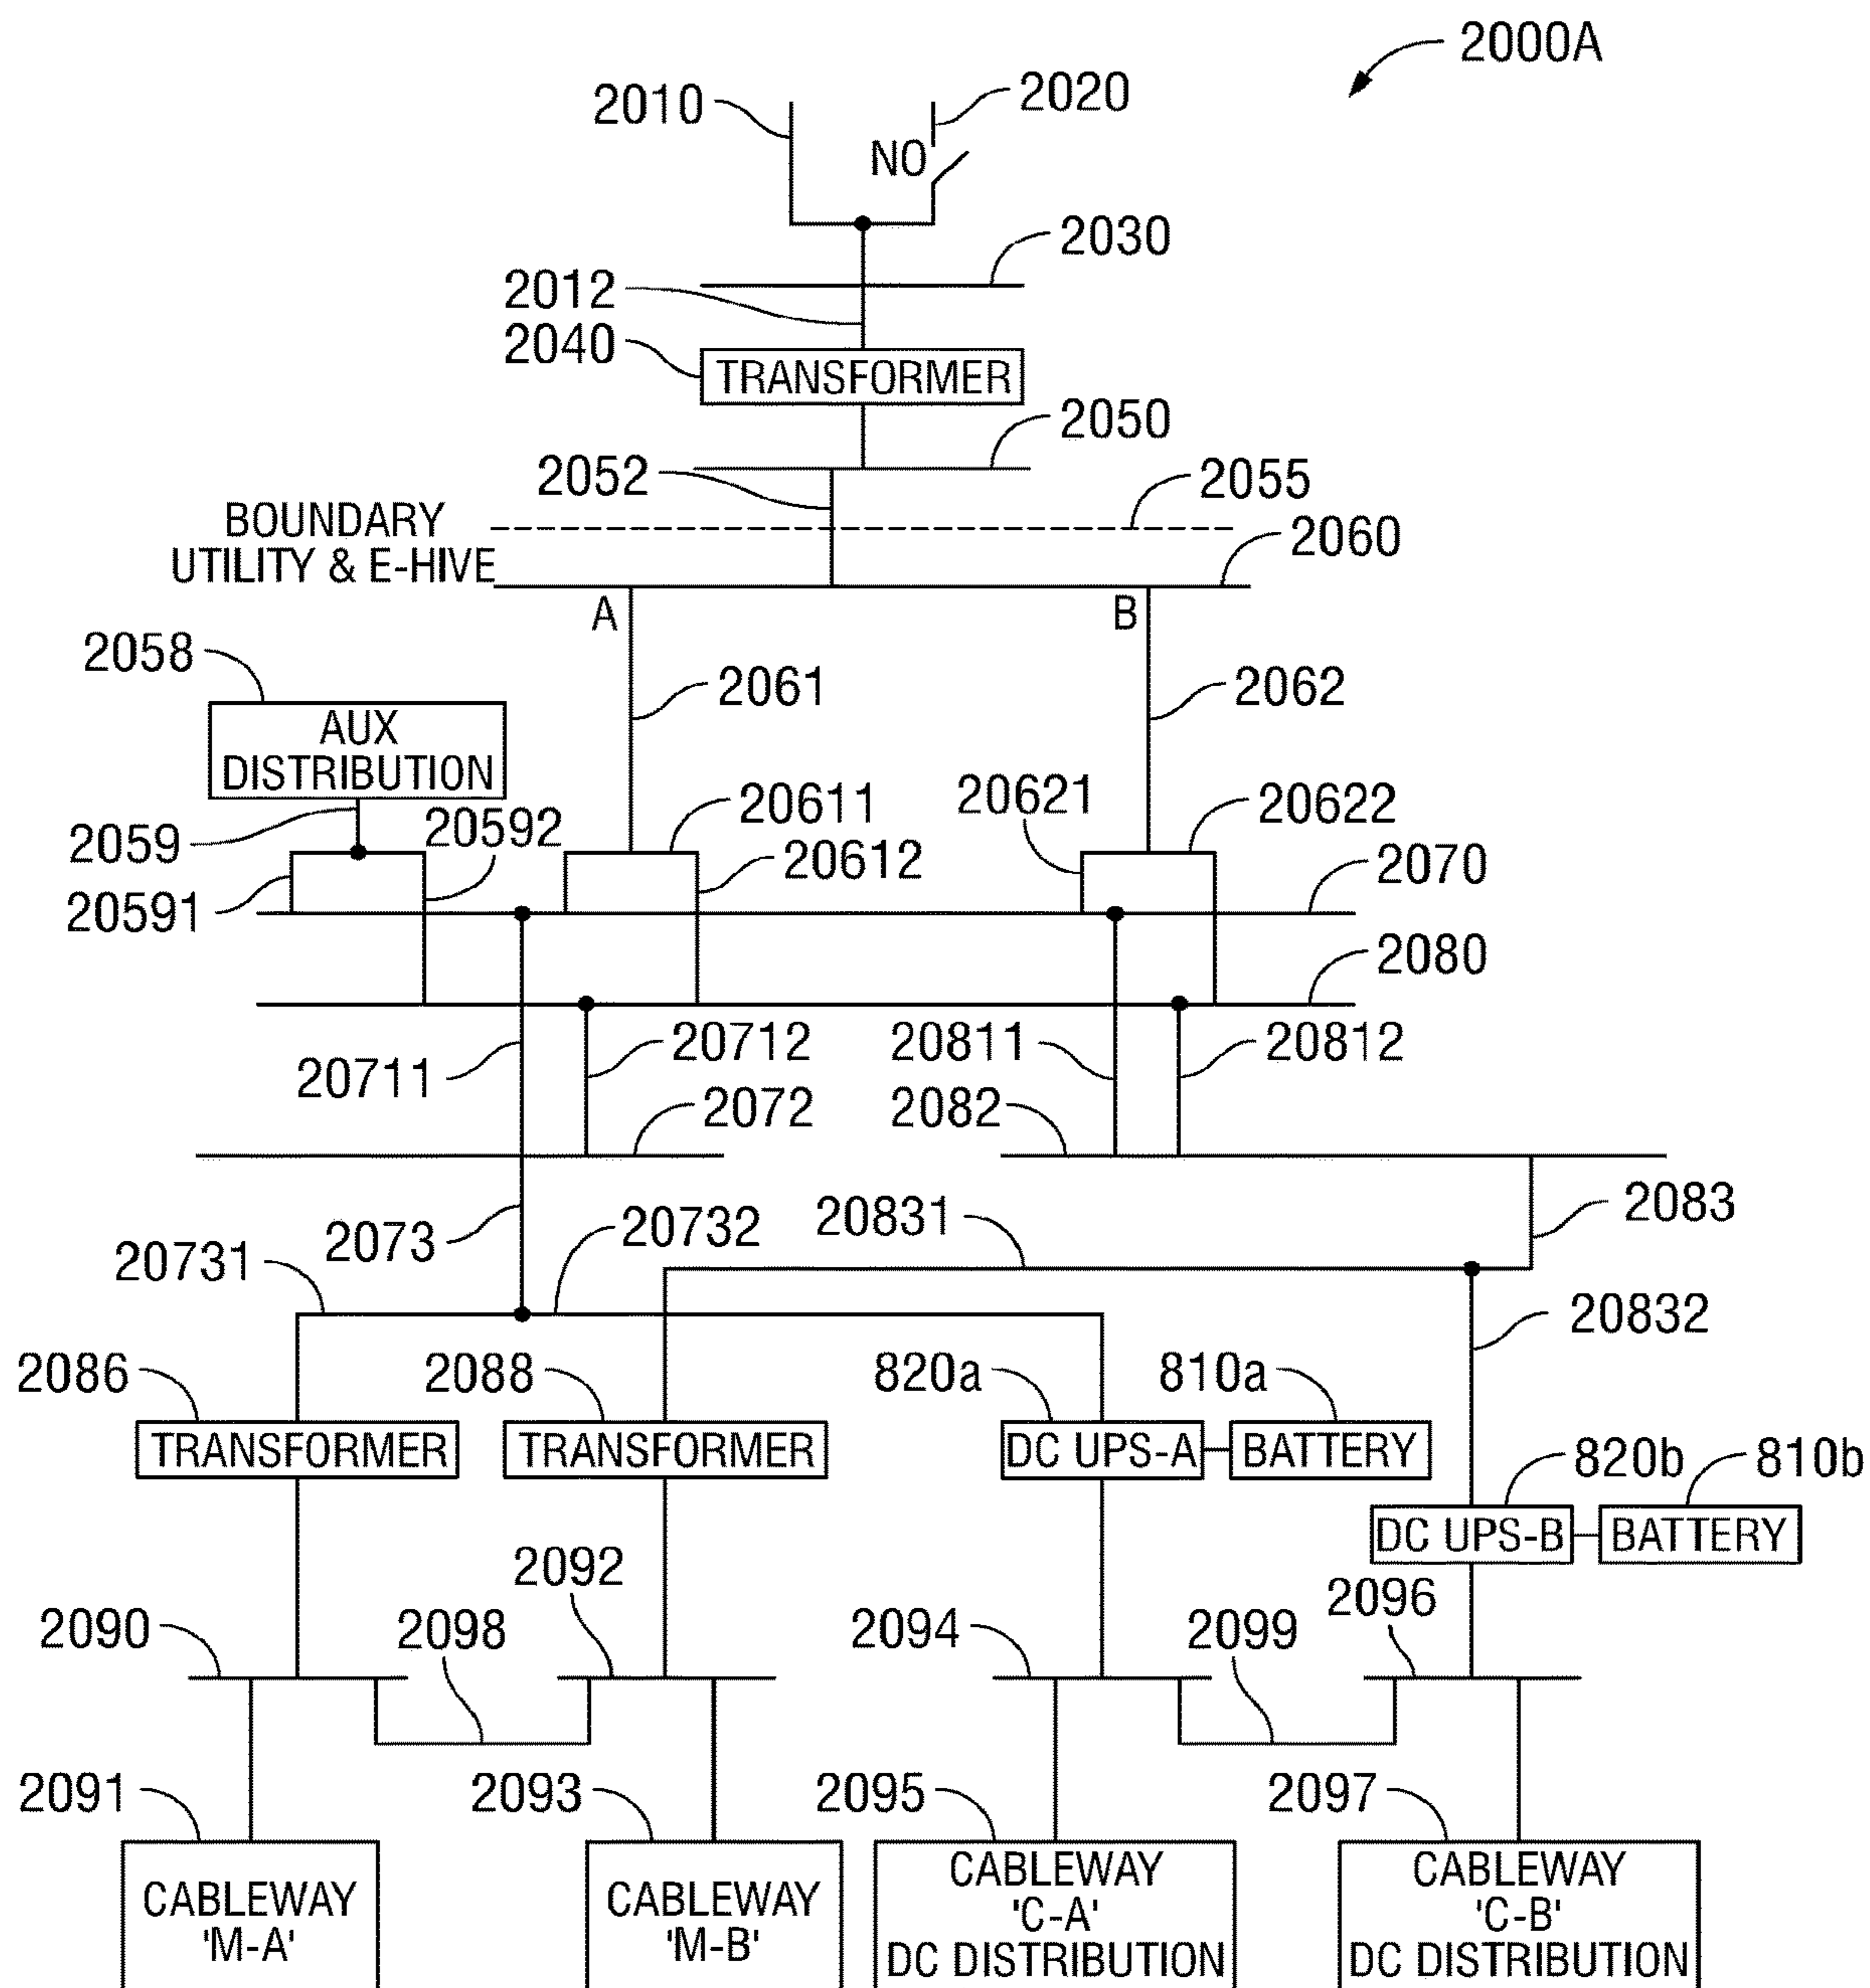 2000A
2010
2020
NO
2030
2012
2040
TRANSFORMER
2050
2052
2055
BOUNDARY
UTILITY & E-HIVE
2060
A
B
2058
2061
2062
AUX
DISTRIBUTION
20611
20621
20622
2059
20592
20612
2070
20591
2080
20711
20712
20811
20812
2072
2082
2083
2073
20732
20831
20731
20832
2086
2088
820a
810a
TRANSFORMER
TRANSFORMER
DC UPS-A
BATTERY
820b
810b
DC UPS-B
BATTERY
2092
2096
2090
2098
2094
2099
2091
2093
2095
2097
CABLEWAY
'M-A'
CABLEWAY
'M-B'
CABLEWAY
'C-A'
DC DISTRIBUTION
CABLEWAY
'C-B'
DC DISTRIBUTION